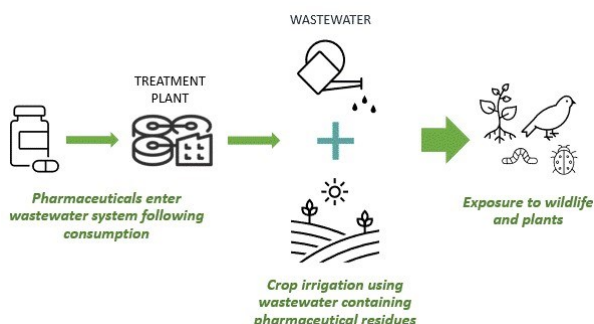 WASTEWATER
TREATMENT
PLANT
Pharmaceuticals enter
wastewater system following
consumption
Crop irrigation using
wastewater containing
pharmaceutical residues
Exposure to wildlife
and plants